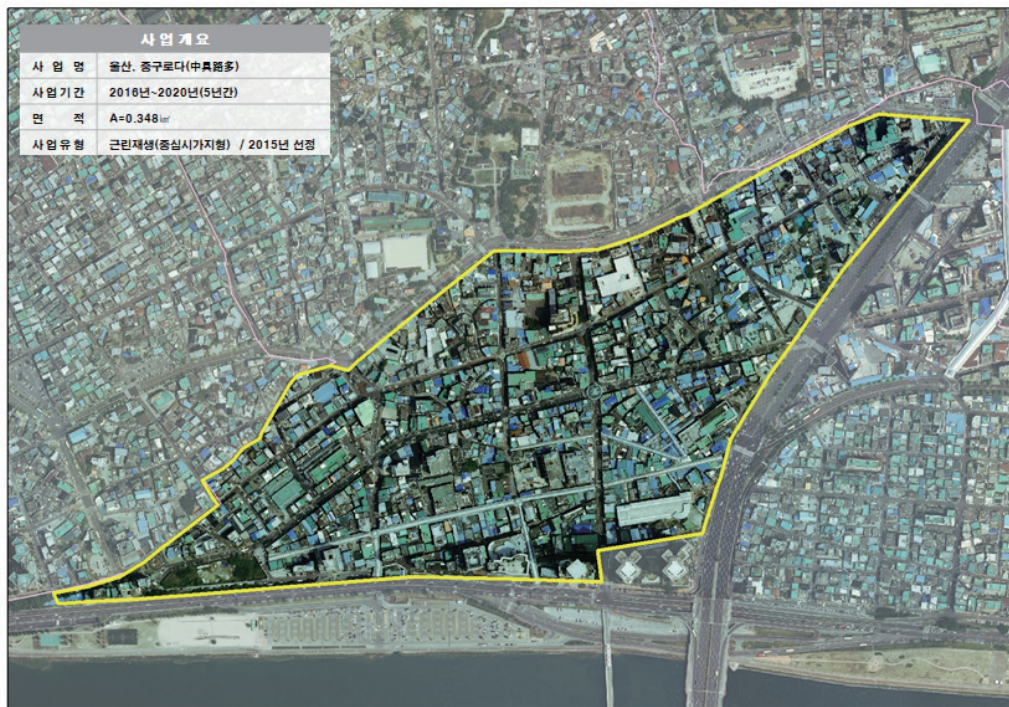 사업개요
사 업 명 울산, 중구로다(中具路多)
사업기간 2016년~2020년(5년간)
면 적 A=0.348㎢
사업유형 근린재생(중심시가지형) / 2015년 선정